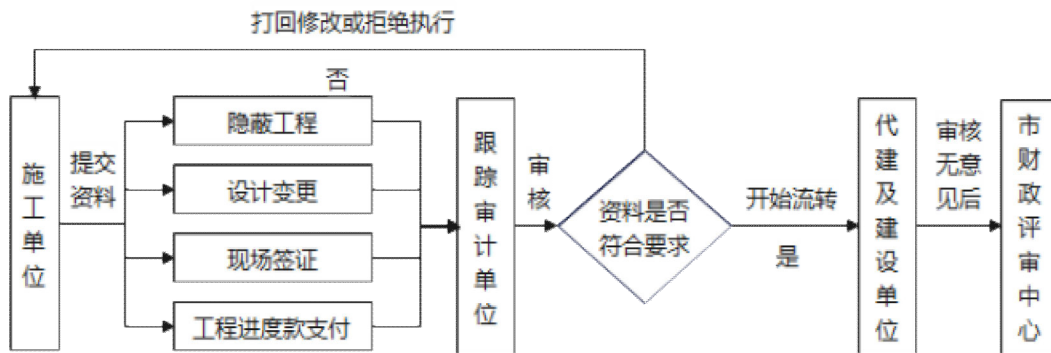 打回修改或拒绝执行
否
施工单位
提交
资料
隐蔽工程
设计变更
现场签证
工程进度款支付
跟踪审计单位
审核
资料是否
符合要求
开始流转
是
代建及建设单位
审核
无意
见后
市财政评审中心